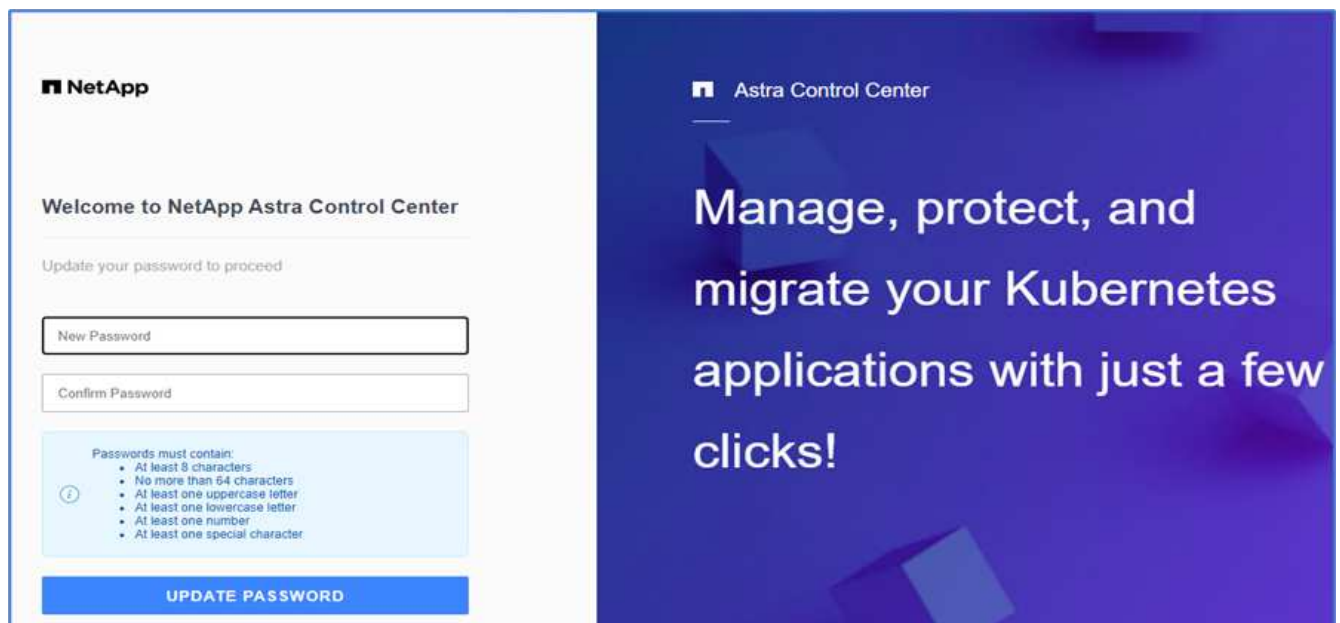 NetApp
Welcome to NetApp Astra Control Center
Update your password to proceed
New Password
Confirm Password
Passwords must contain:
At least 8 characters
No more than 64 characters
At least one uppercase letter
At least one lowercase letter
At least one number
At least one special character
UPDATE PASSWORD
Astra Control Center
Manage, protect, and
migrate your Kubernetes
applications with just a few
clicks!